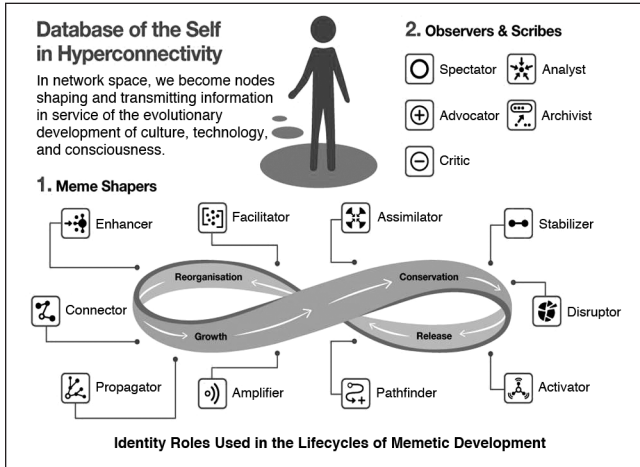 Database of the Self
in Hyperconnectivity
In network space, we become nodes
shaping and transmitting information
in service of the evolutionary
development of culture, technology,
and consciousness.
2. Observers & Scribes
Spectator
Analyst
Advocator
Archivist
Critic
1. Meme Shapers
Enhancer
Facilitator
Assimilator
Stabilizer
Reorganisation
Conservation
Connector
Disruptor
Growth
Release
Propagator
Amplifier
Pathfinder
Activator
Identity Roles Used in the Lifecycles of Memetic Development